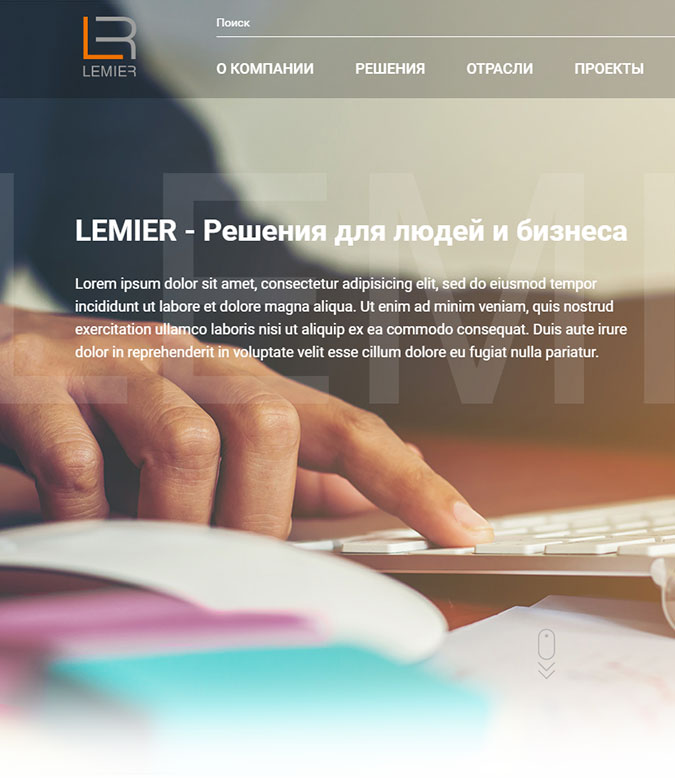 Поиск
LEMIER
О КОМПАНИИ РЕШЕНИЯ ОТРАСЛИ ПРОЕКТЫ
LEMIER - Решения для людей и бизнеса
Lorem ipsum dolor sit amet, consectetur adipisicing elit, sed do eiusmod tempor
incididunt ut labore et dolore magna aliqua. Ut enim ad minim veniam, quis nostrud
exercitation ullamco laboris nisi ut aliquip ex ea commodo consequat. Duis aute irure
dolor in reprehenderit in voluptate velit esse cillum dolore eu fugiat nulla pariatur.
LEMI